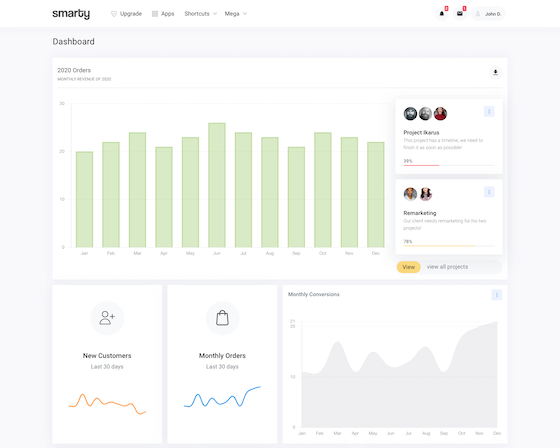 smarty
Upgrade
Apps
Shortcuts
Mega
John D.
Dashboard
2020 Orders
MONTHLY REVENUE OF 2020
30
20
10
0
Jan Feb Mar Apr May Jun Jul Aug Sep Oct Nov Dec
Project Ikarus
This project has a timeline, we need to
finish it as soon as possible!
39%
Remarketing
Our client needs remarketing for his two
projects!
78%
View
view all projects
New Customers
Last 30 days
Monthly Orders
Last 30 days
Monthly Conversions
21
20
10
0
Jan Feb Mar Apr May Jun Jul Aug Sep Oct Nov Dec